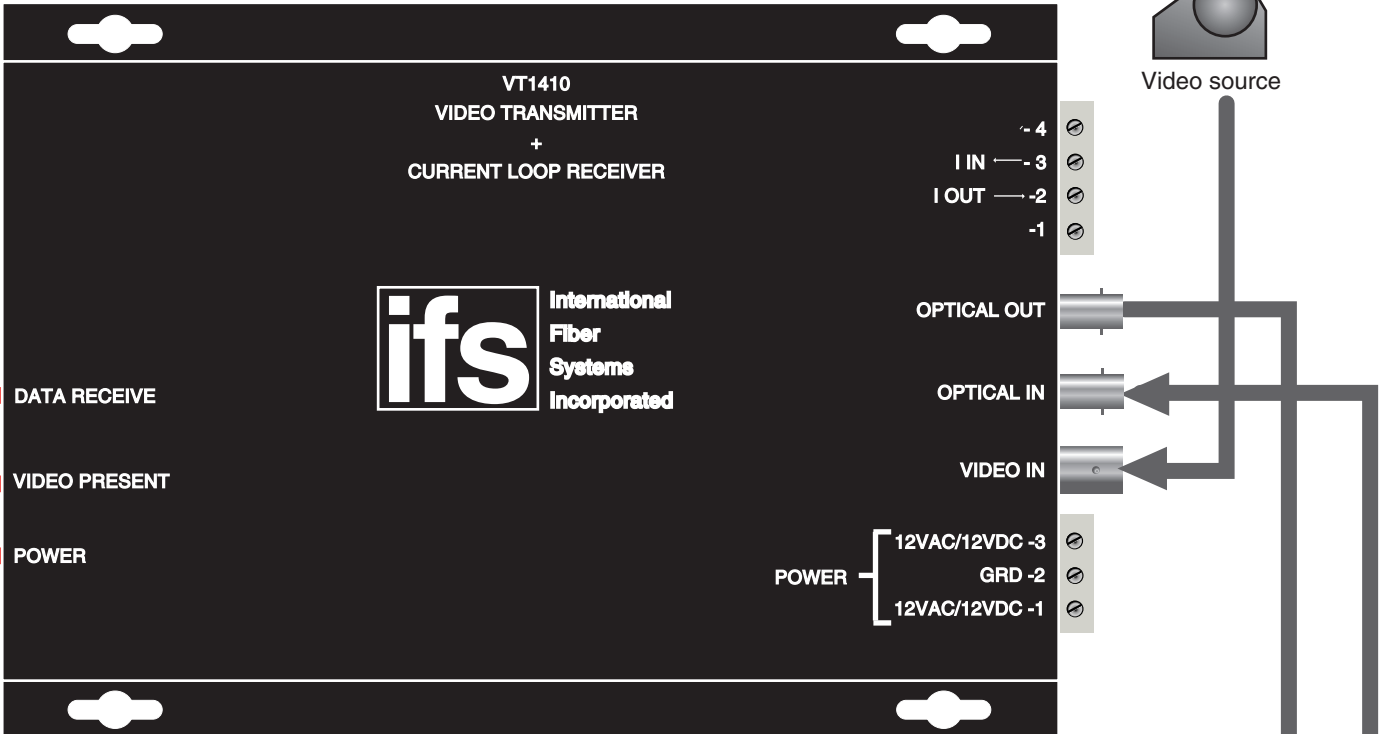 VT1410
VIDEO TRANSMITTER
+
CURRENT LOOP RECEIVER
Video source
- 4
I IN - 3
I OUT -2
-1
ifs
International
Fiber
Systems
Incorporated
OPTICAL OUT
OPTICAL IN
VIDEO IN
DATA RECEIVE
VIDEO PRESENT
POWER
POWER
12VAC/12VDC -3
GRD -2
12VAC/12VDC -1